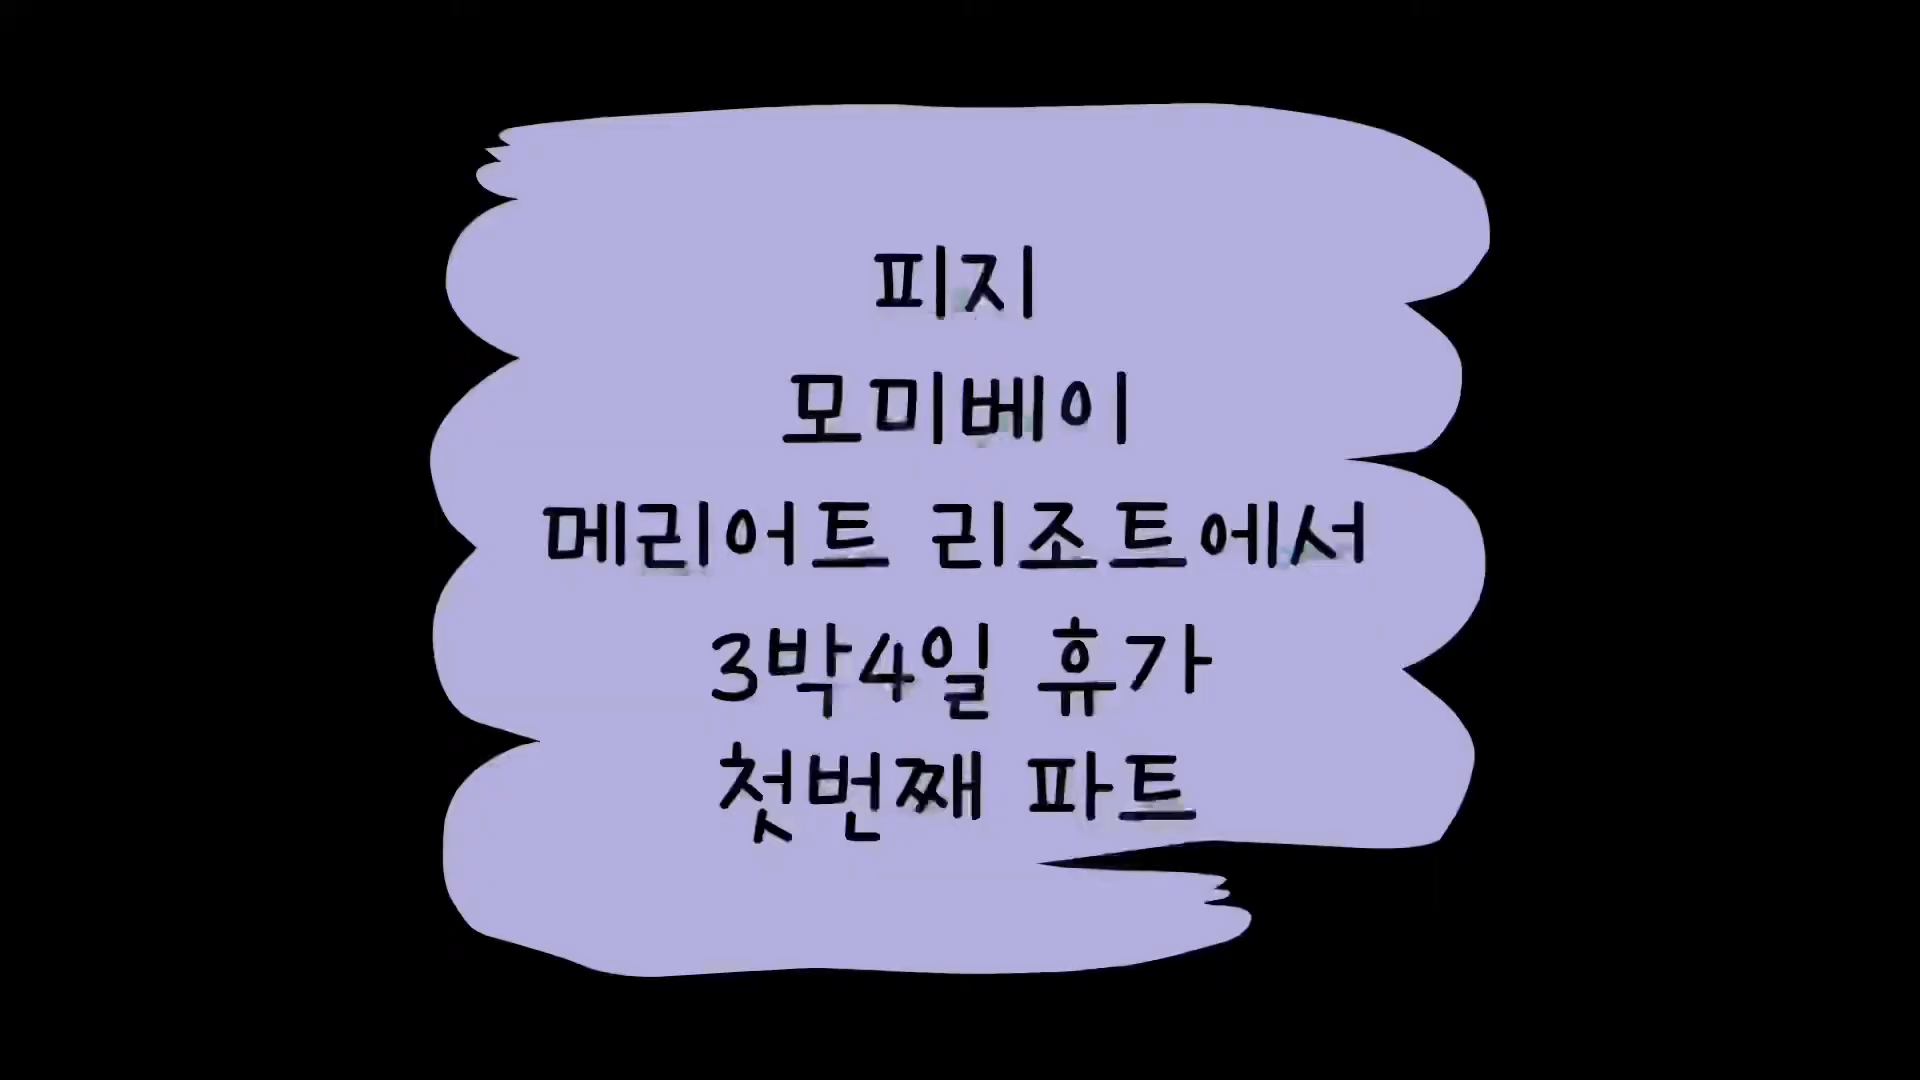 피지
모미베이
메리어트 리조트에서
3박4일 휴가
첫번째 파트